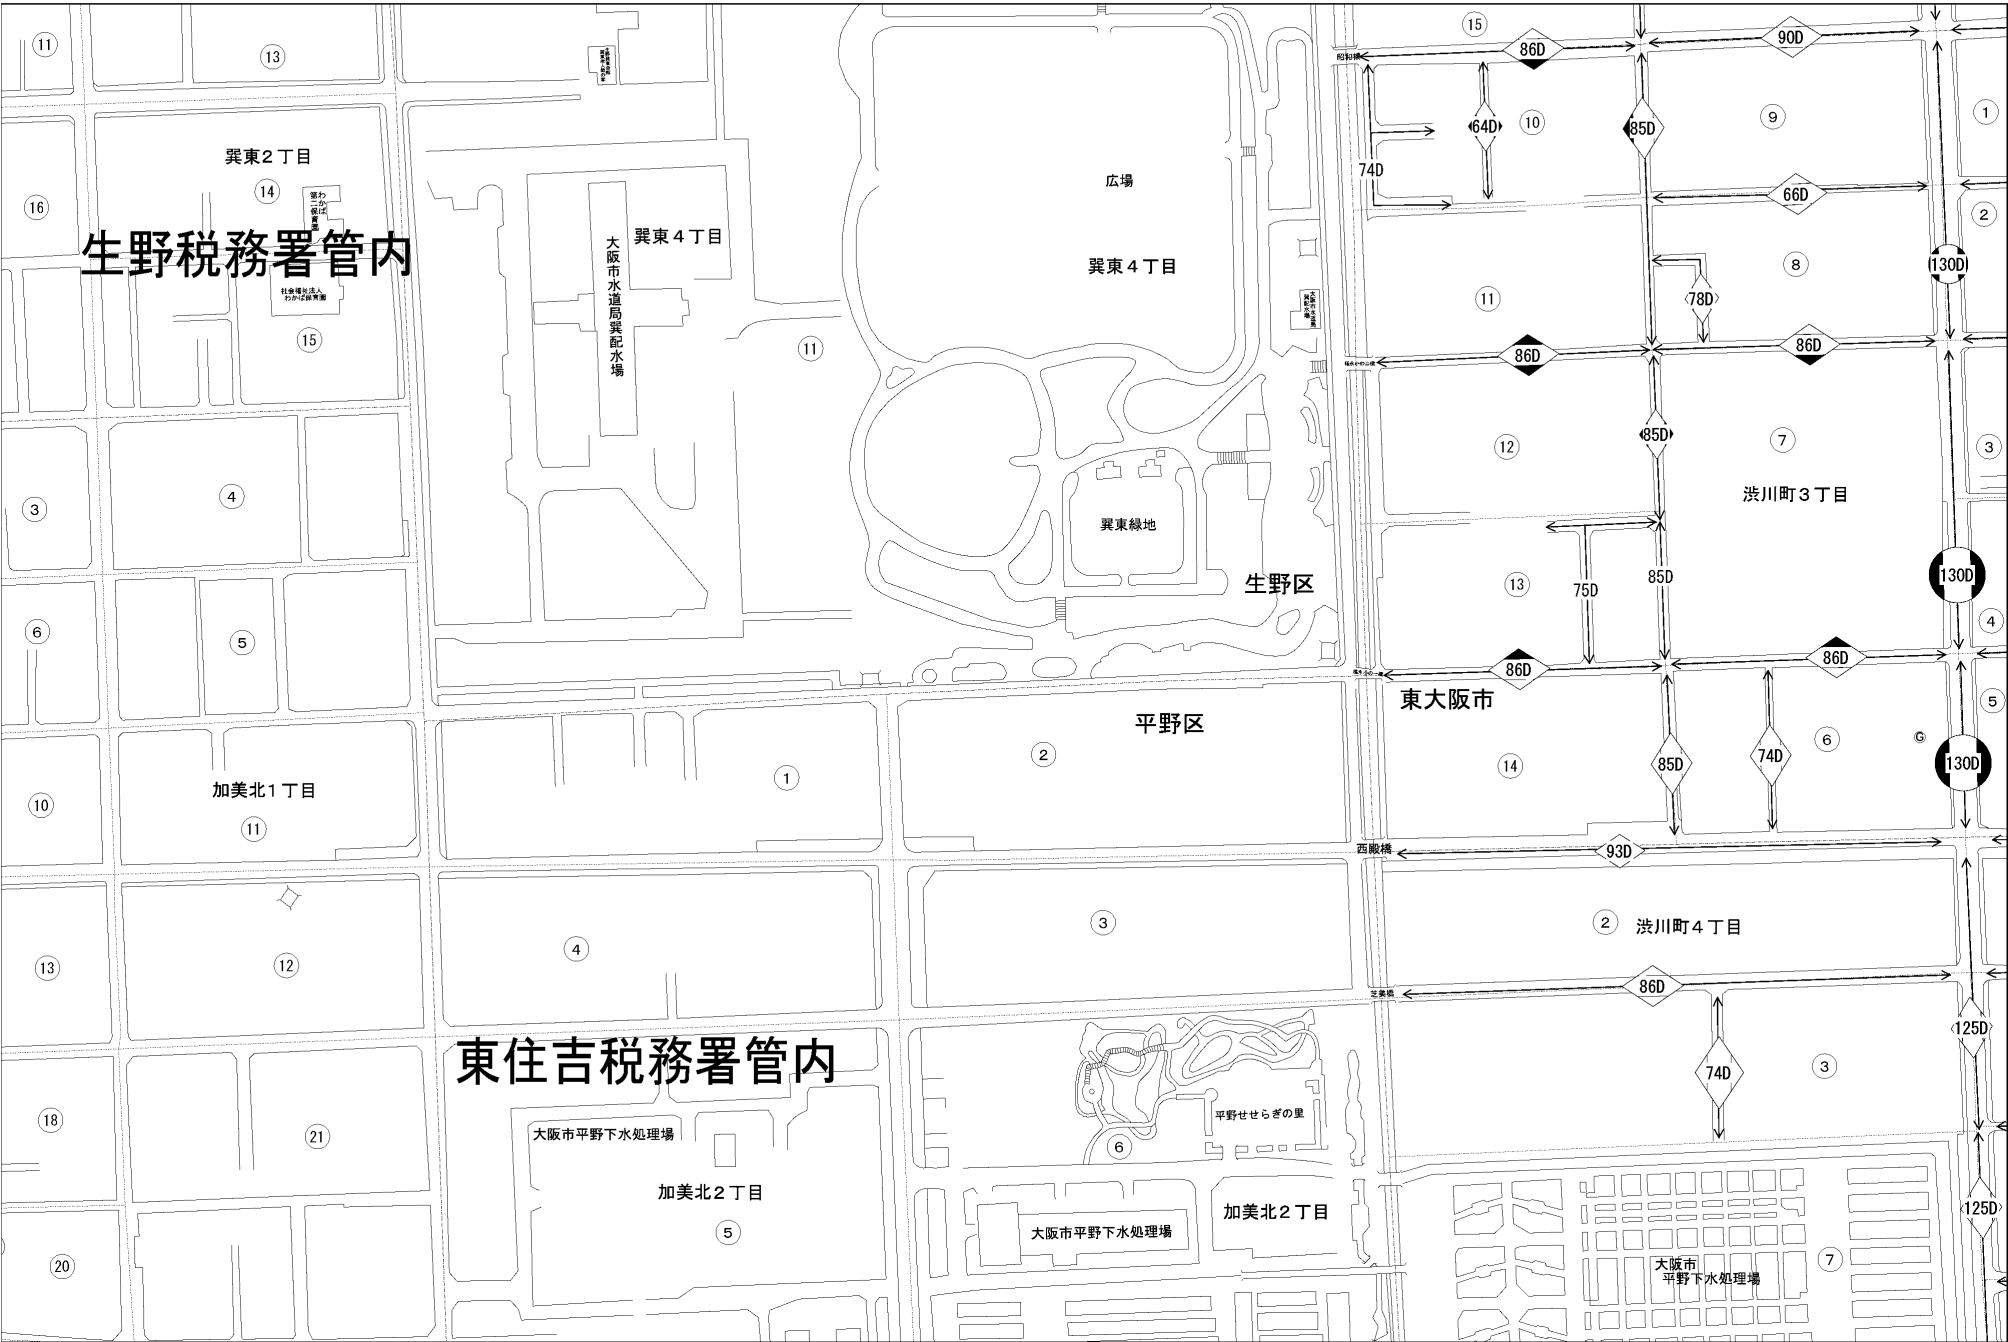 15
86D
90D
11
13
昭和橋
10
64D
85D
9
1
巽東２丁目
14
わかば
第二保育園
16
74D
広場
66D
2
生野税務署管内
大阪市水道局巽配水場
巽東４丁目
巽東４丁目
8
130D
社会福祉法人
わかば保育園
11
78D
15
11
86D
86D
4
3
12
85D
7
3
渋川町３丁目
巽東緑地
生野区
13
75D
85D
130D
6
5
4
86D
86D
東大阪市
平野区
5
2
1
14
85D
74D
6
G
130D
加美北１丁目
10
11
西殿橋
93D
3
2
渋川町４丁目
4
13
12
芝美橋
86D
125D
東住吉税務署管内
74D
3
平野せせらぎの里
18
21
大阪市平野下水処理場
6
加美北２丁目
加美北２丁目
125D
5
大阪市平野下水処理場
7
20
大阪市
平野下水処理場